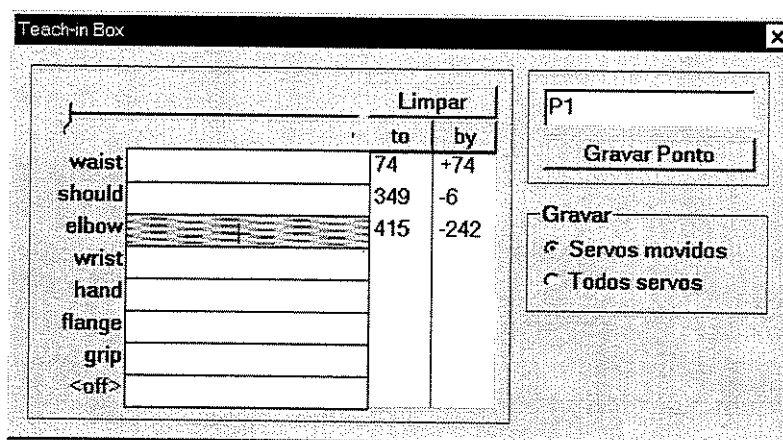 Teach-in Box
Limpar
to by
waist 74 +74
should 349 -6
elbow 415 -242
wrist
hand
flange
grip
<off>
P1
Gravar Ponto
Gravar
Servos movidos
Todos servos